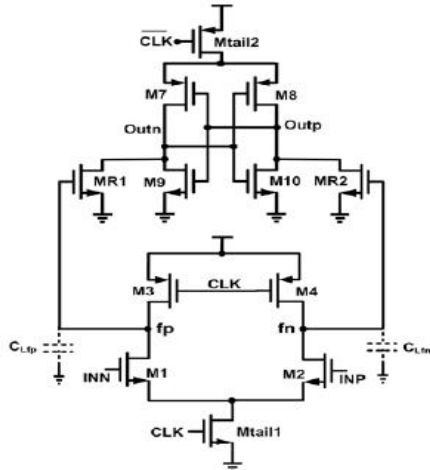 CLK Mtail2
M7 M8
Outn Outp
MR1 M9 M10 MR2
M3 CLK M4
fp fn
CLfp CLfn
INN M1 M2 INP
CLK Mtail1